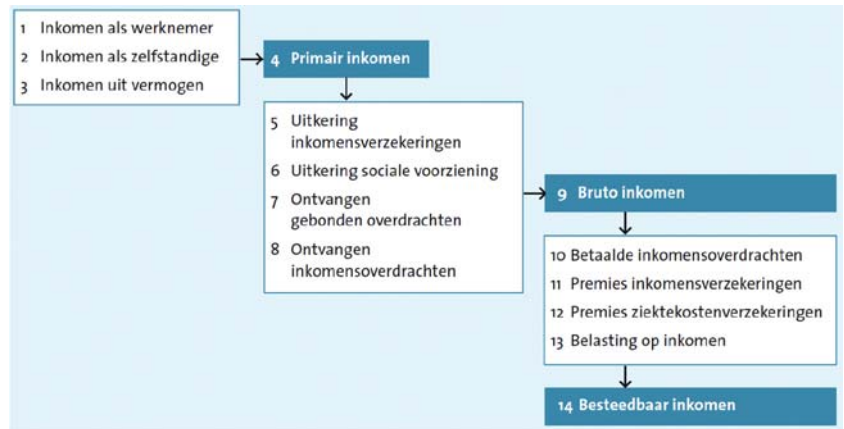 1 Inkomen als werknemer
2 Inkomen als zelfstandige
3 Inkomen uit vermogen
4 Primair inkomen
5 Uitkering
inkomensverzekeringen
6 Uitkering sociale voorziening
7 Ontvangen
gebonden overdrachten
8 Ontvangen
inkomensoverdrachten
9 Bruto inkomen
10 Betaalde inkomensoverdrachten
11 Premies inkomensverzekeringen
12 Premies ziektekostenverzekeringen
13 Belasting op inkomen
14 Besteedbaar inkomen